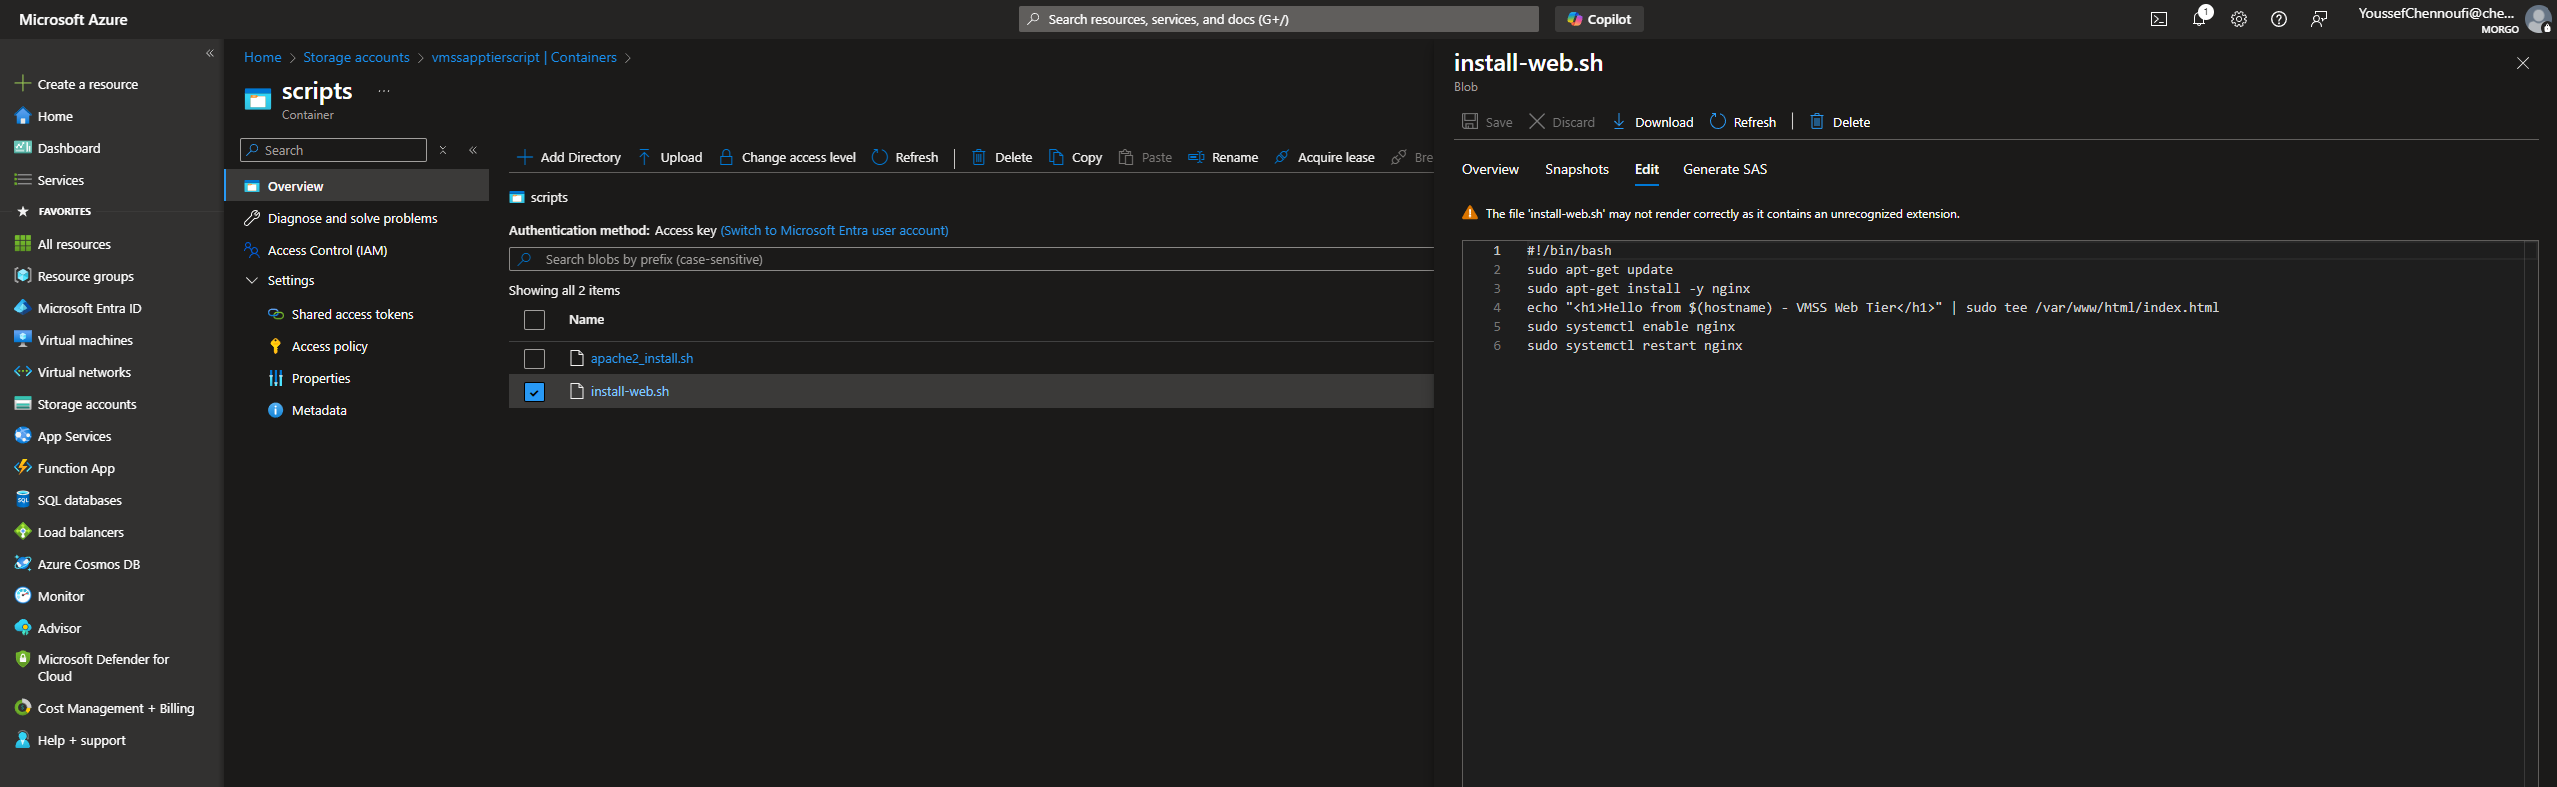 Microsoft Azure
Search resources, services, and docs (G+/)
Copilot
1
YoussefChennoufi@che...
MORGO
Create a resource
Home
Dashboard
Services
FAVORITES
All resources
Resource groups
Microsoft Entra ID
Virtual machines
Virtual networks
Storage accounts
App Services
Function App
SQL databases
Load balancers
Azure Cosmos DB
Monitor
Advisor
Microsoft Defender for
Cloud
Cost Management + Billing
Help + support
Home > Storage accounts > vmssapptierscript | Containers >
scripts ...
Container
Search
Overview
Diagnose and solve problems
Access Control (IAM)
Settings
Shared access tokens
Access policy
Properties
Metadata
Add Directory Upload Change access level Refresh Delete Copy Paste Rename Acquire lease Bre
scripts
Authentication method: Access key (Switch to Microsoft Entra user account)
Search blobs by prefix (case-sensitive)
Showing all 2 items
Name
apache2_install.sh
install-web.sh
install-web.sh
Blob
Save Discard Download Refresh Delete
Overview Snapshots Edit Generate SAS
The file 'install-web.sh' may not render correctly as it contains an unrecognized extension.
1 #!/bin/bash
2 sudo apt-get update
3 sudo apt-get install -y nginx
4 echo "<h1>Hello from $(hostname) - VMSS Web Tier</h1>" | sudo tee /var/www/html/index.html
5 sudo systemctl enable nginx
6 sudo systemctl restart nginx